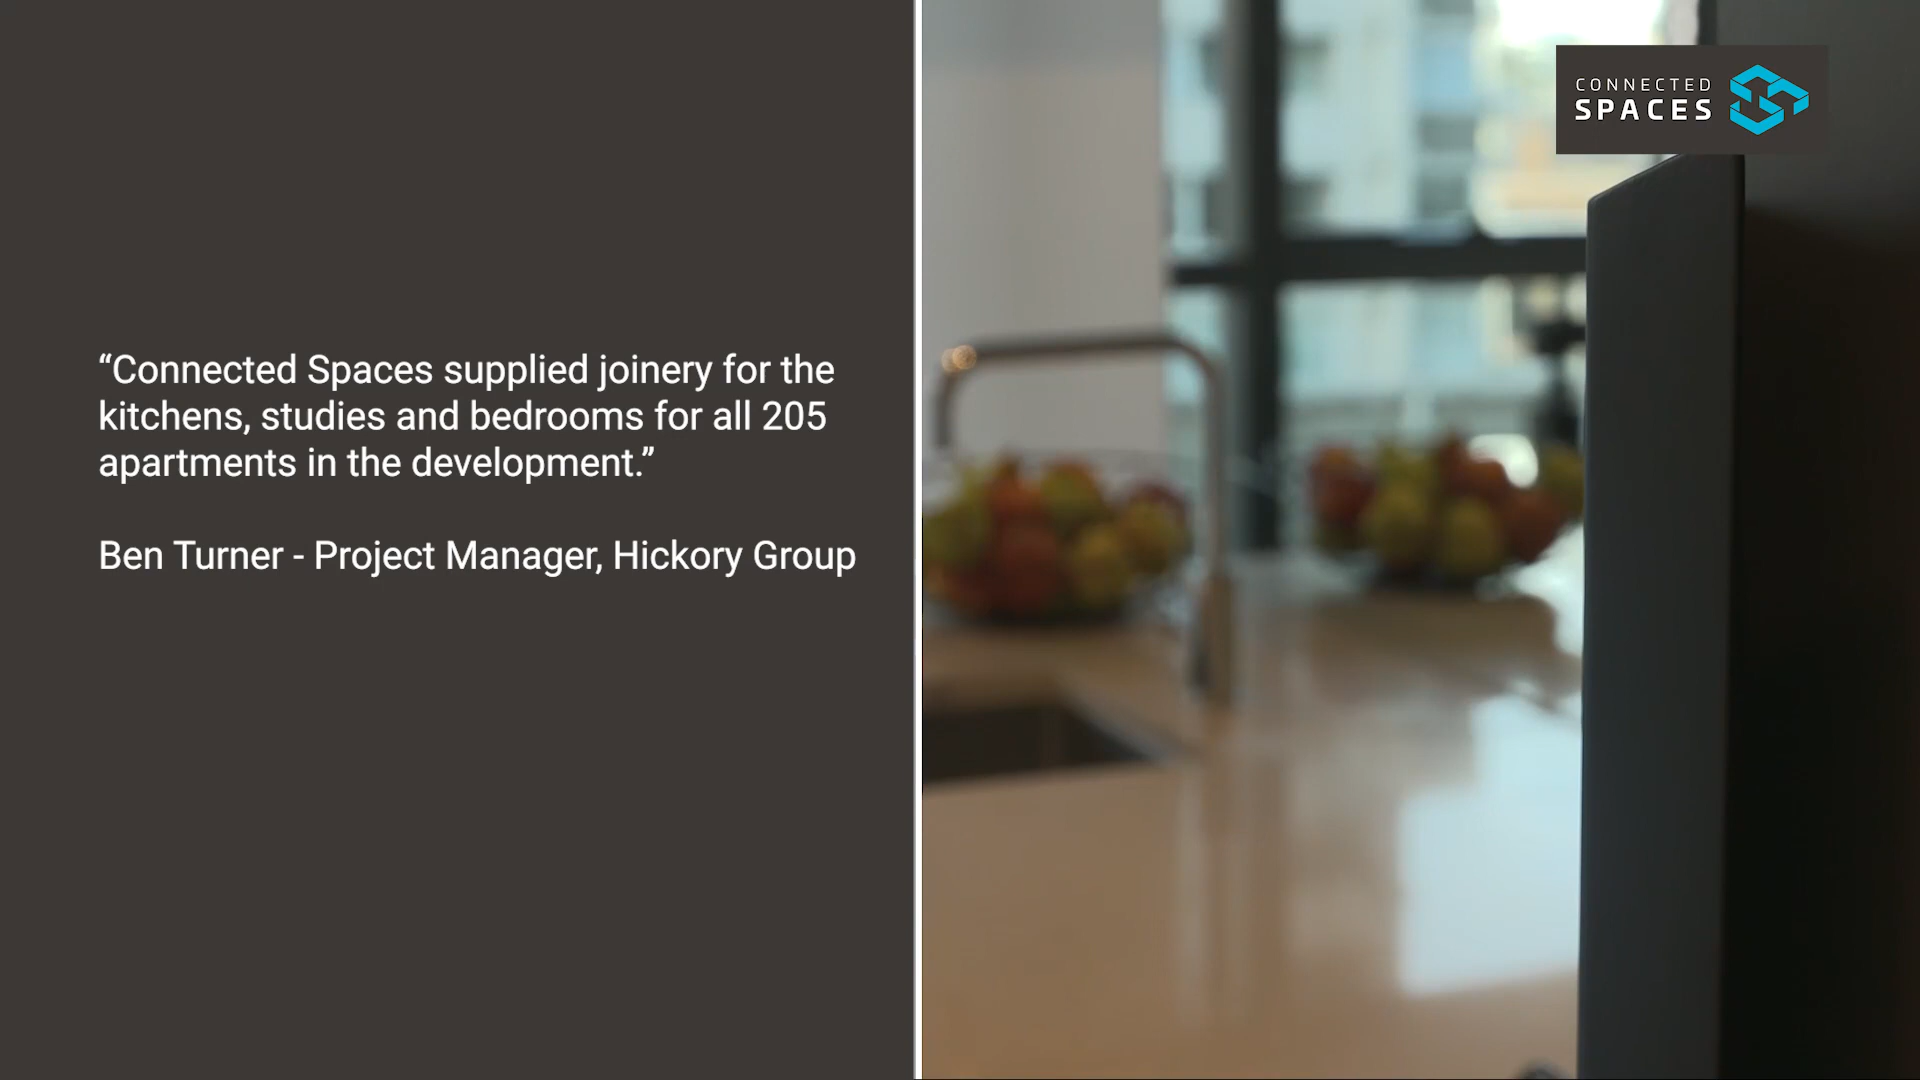 “Connected Spaces supplied joinery for the
kitchens, studies and bedrooms for all 205
apartments in the development.”
Ben Turner - Project Manager, Hickory Group
CONNECTED
SPACES